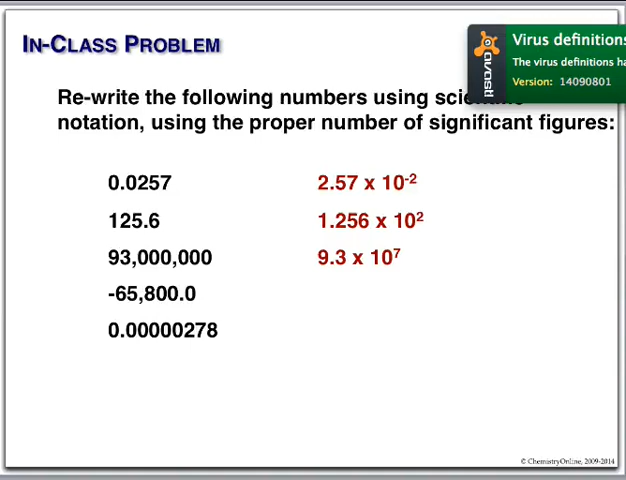 IN-CLASS PROBLEM
Virus definitions
The virus definitions ha
Version: 14090801
avast!
Re-write the following numbers using
notation, using the proper number of significant figures:
0.0257 2.57 x 10⁻²
125.6 1.256 x 10²
93,000,000 9.3 x 10⁷
-65,800.0
0.00000278
© ChemistryOnline, 2009-2014